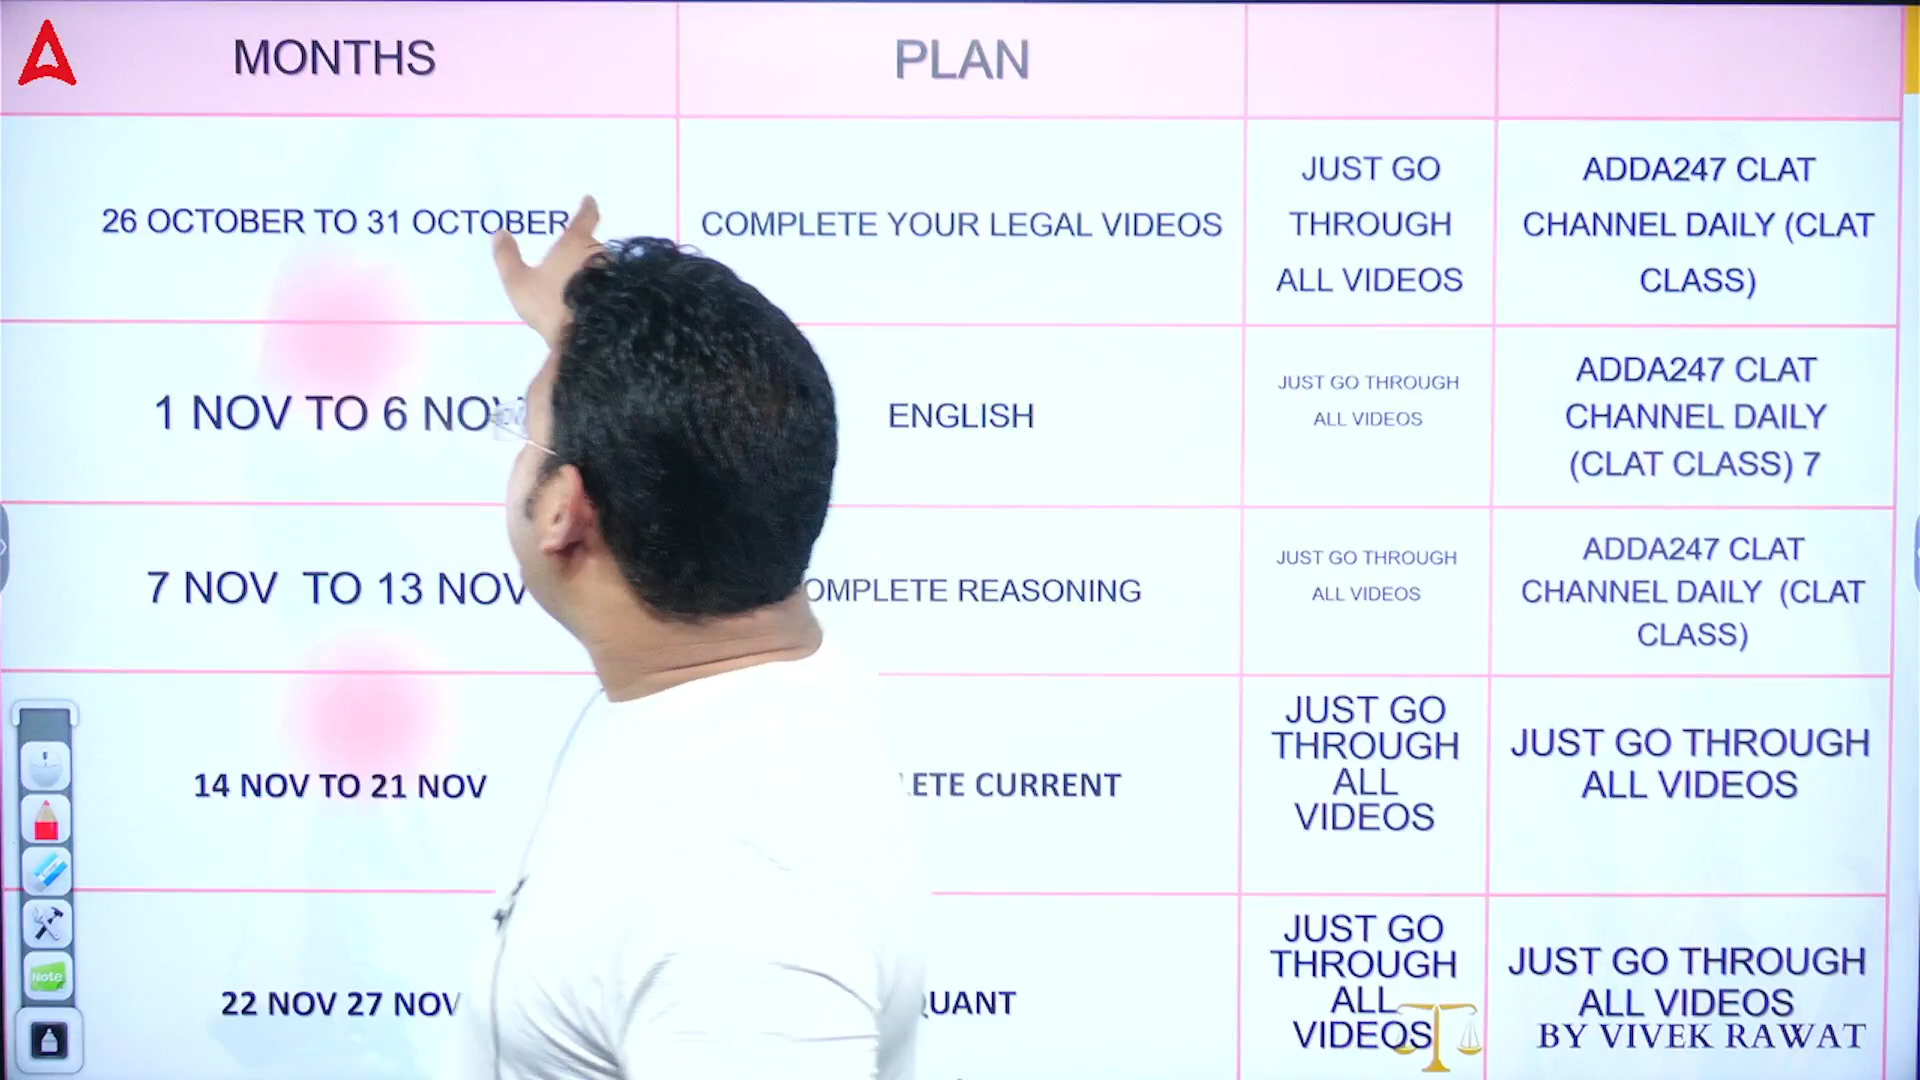 MONTHS
PLAN
26 OCTOBER TO 31 OCTOBER
COMPLETE YOUR LEGAL VIDEOS
JUST GO
THROUGH
ALL VIDEOS
ADDA247 CLAT
CHANNEL DAILY (CLAT
CLASS)
1 NOV TO 6 NOV
ENGLISH
JUST GO THROUGH
ALL VIDEOS
ADDA247 CLAT
CHANNEL DAILY
(CLAT CLASS) 7
7 NOV TO 13 NOV
OMPLETE REASONING
JUST GO THROUGH
ALL VIDEOS
ADDA247 CLAT
CHANNEL DAILY (CLAT
CLASS)
14 NOV TO 21 NOV
LETE CURRENT
JUST GO
THROUGH
ALL
VIDEOS
JUST GO THROUGH
ALL VIDEOS
22 NOV 27 NOV
QUANT
JUST GO
THROUGH
ALL
VIDEOS
JUST GO THROUGH
ALL VIDEOS
Note
BY VIVEK RAWAT